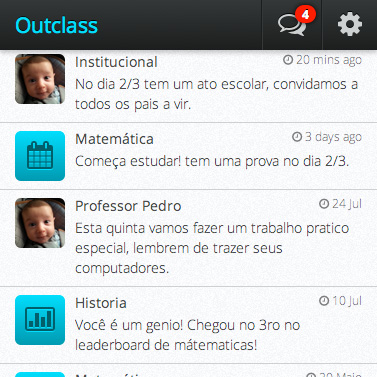 Outclass
4
Institucional
20 mins ago
No dia 2/3 tem um ato escolar, convidamos a
todos os pais a vir.
Matemática
3 days ago
Começa estudar! tem uma prova no dia 2/3.
Professor Pedro
24 Jul
Esta quinta vamos fazer um trabalho pratico
especial, lembrem de trazer seus
computadores.
Historia
10 Jul
Você é um genio! Chegou no 3ro no
leaderboard de mátematicas!